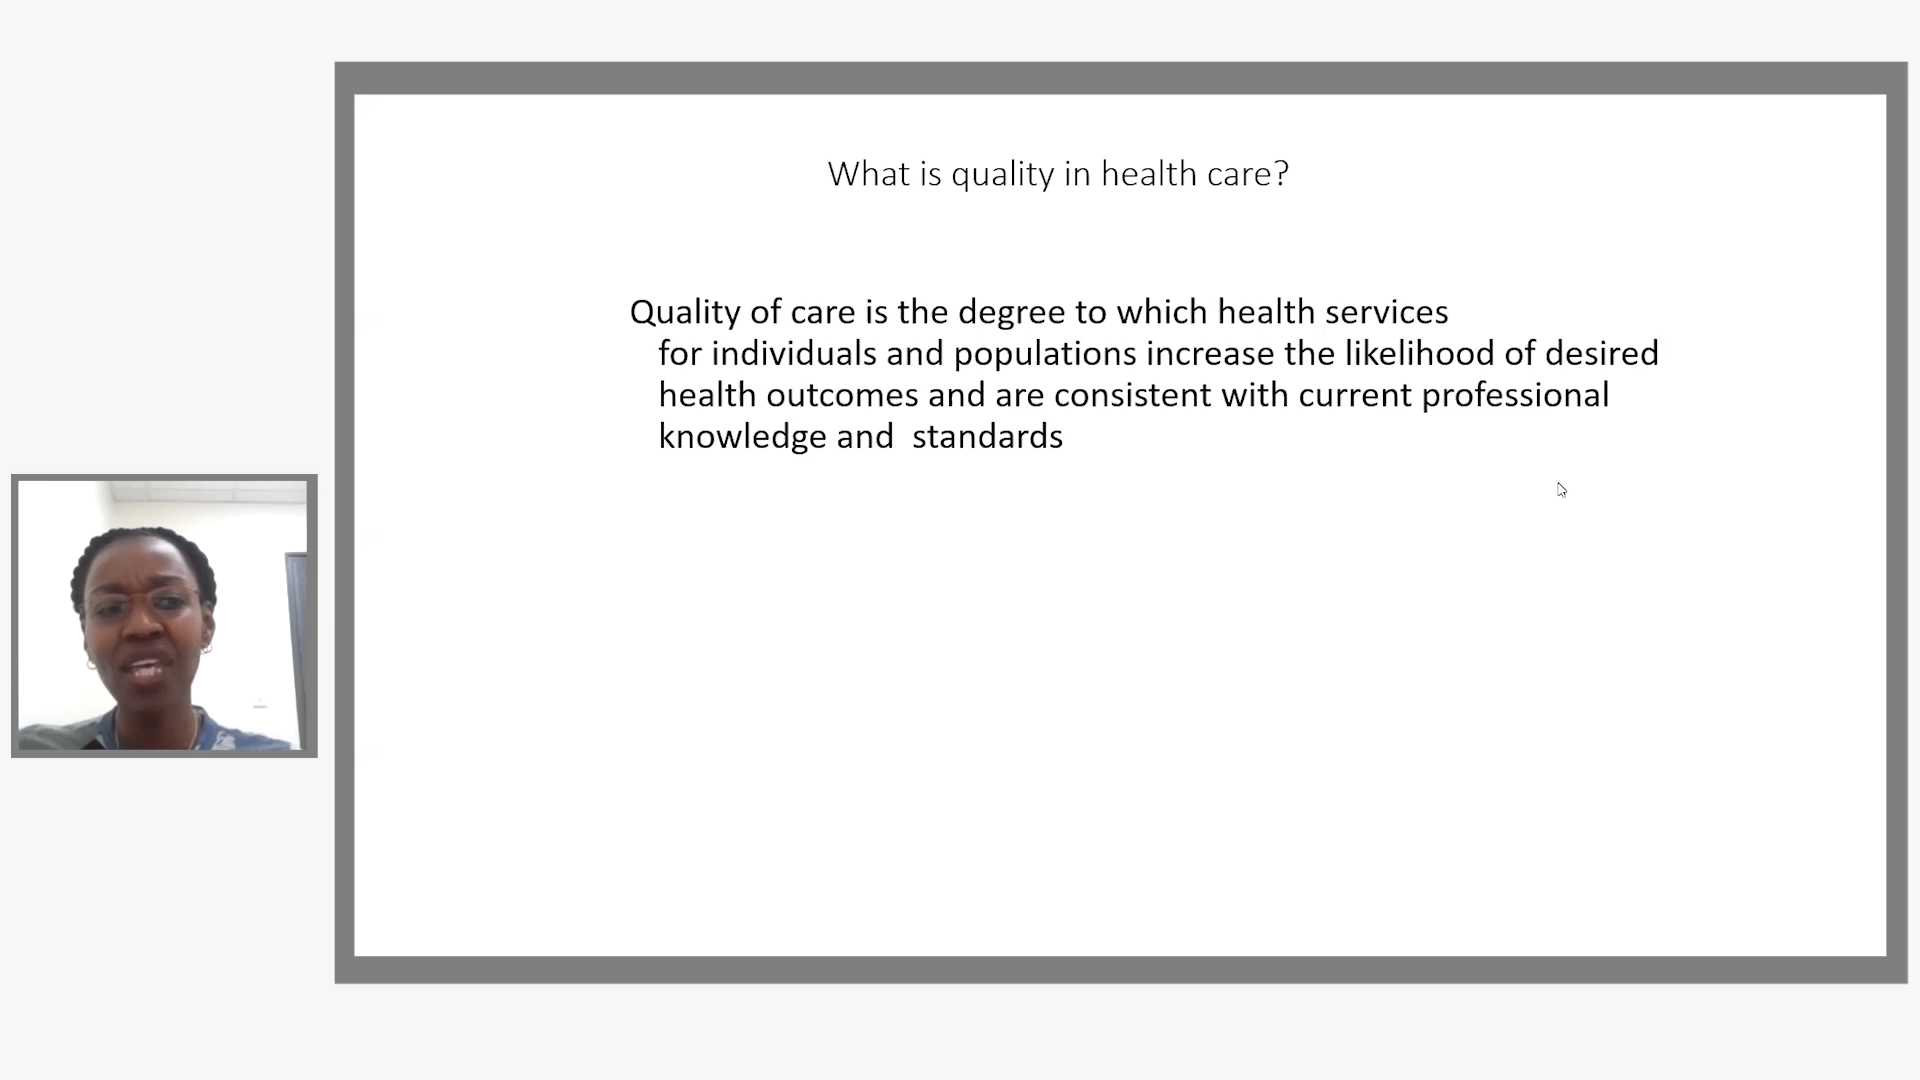 What is quality in health care?
Quality of care is the degree to which health services
for individuals and populations increase the likelihood of desired
health outcomes and are consistent with current professional
knowledge and  standards